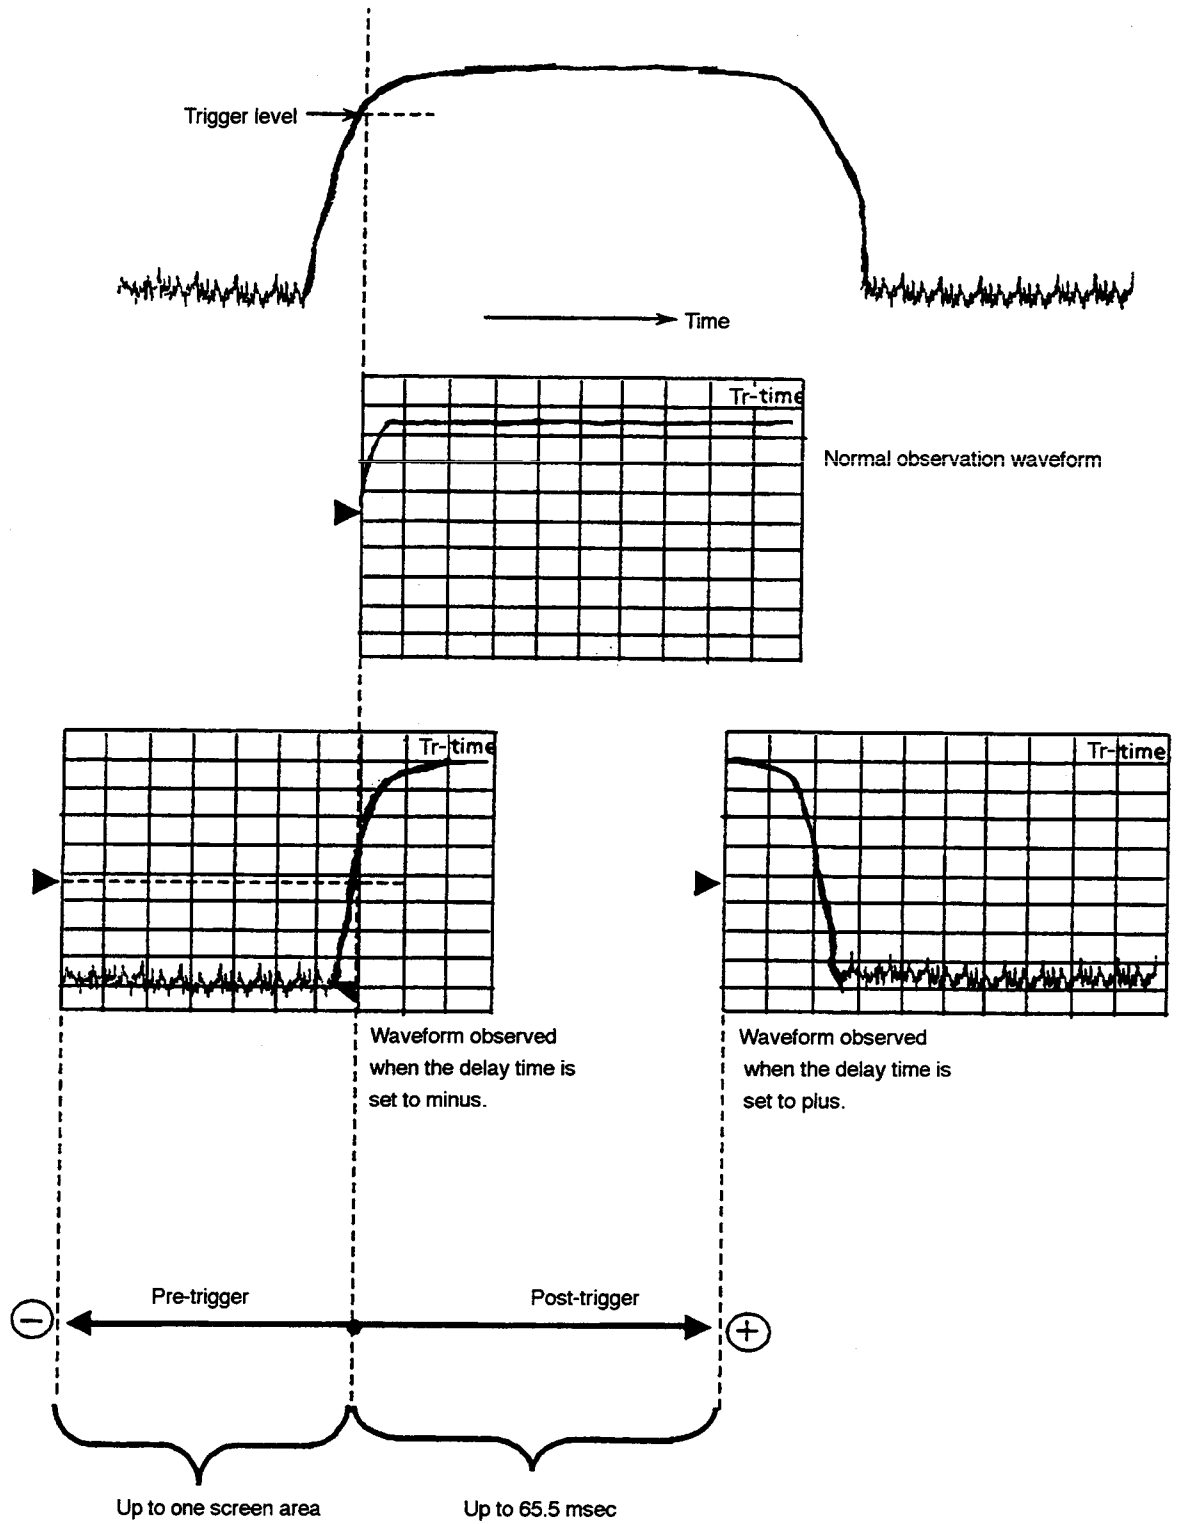 Trigger level
Time
Tr-time
Normal observation waveform
Tr-time
Tr-time
Waveform observed
when the delay time is
set to minus.
Waveform observed
when the delay time is
set to plus.
Pre-trigger
Post-trigger
−
+
Up to one screen area
Up to 65.5 msec